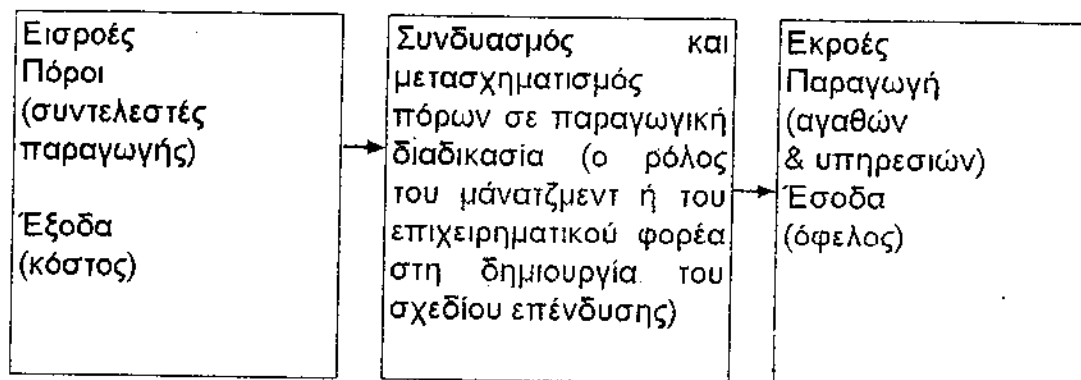 Εισροές
Πόροι
(συντελεστές
παραγωγής)
Έξοδα
(κόστος)
Συνδυασμός και
μετασχηματισμός
πόρων σε παραγωγική
διαδικασία (ο ρόλος
του μάνατζμεντ ή του
επιχειρηματικού φορέα
στη δημιουργία του
σχεδίου επένδυσης)
Εκροές
Παραγωγή
(αγαθών
& υπηρεσιών)
Έσοδα
(όφελος)